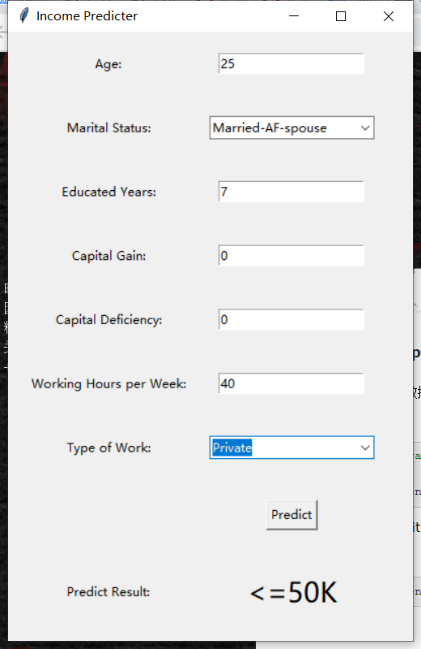 Income Predicter
Age: 25
Marital Status: Married-AF-spouse
Educated Years: 7
Capital Gain: 0
Capital Deficiency: 0
Working Hours per Week: 40
Type of Work: Private
Predict
Predict Result: <=50K